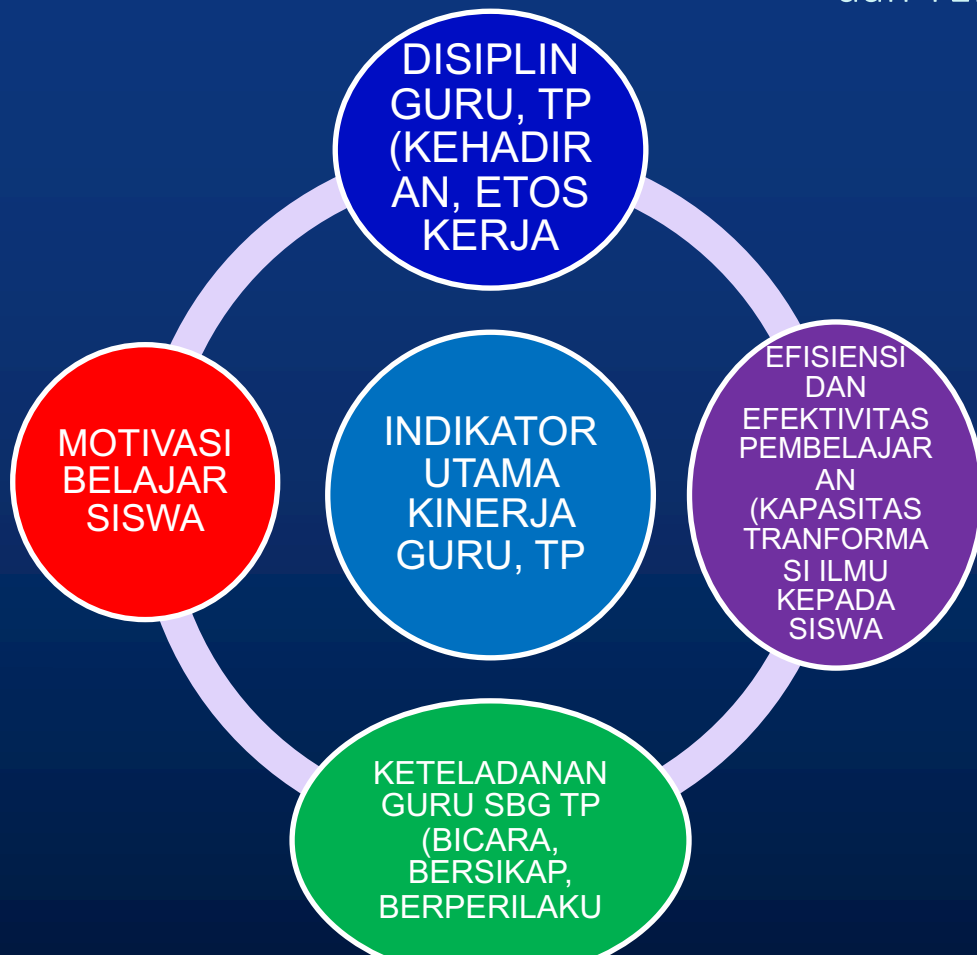 DISIPLIN
GURU, TP
(KEHADIR
AN, ETOS
KERJA
MOTIVASI
BELAJAR
SISWA
INDIKATOR
UTAMA
KINERJA
GURU, TP
EFISIENSI
DAN
EFEKTIVITAS
PEMBELAJAR
AN
(KAPASITAS
TRANFORMA
SI ILMU
KEPADA
SISWA
KETELADANAN
GURU SBG TP
(BICARA,
BERSIKAP,
BERPERILAKU